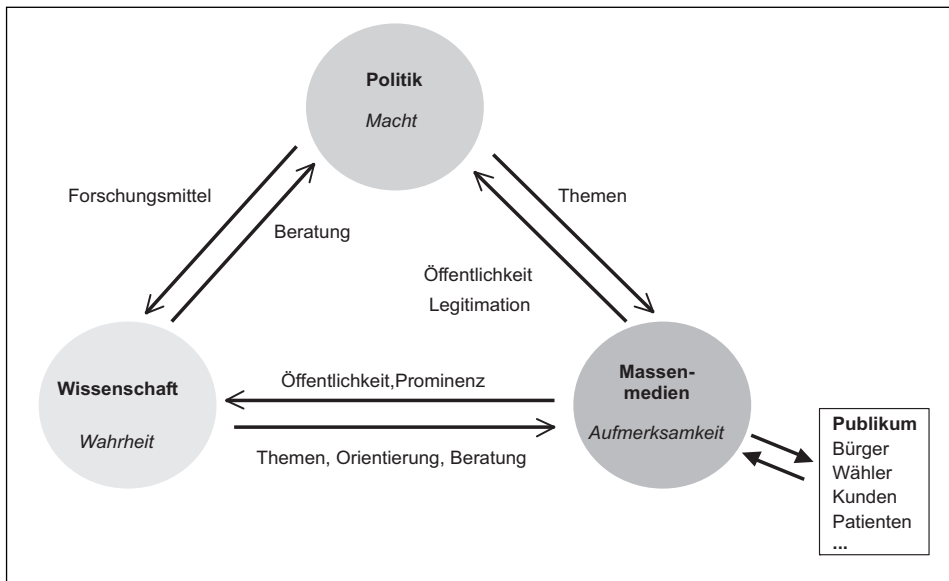 Politik
Macht
Forschungsmittel
Beratung
Themen
Öffentlichkeit
Legitimation
Wissenschaft
Wahrheit
Öffentlichkeit,Prominenz
Themen, Orientierung, Beratung
Massen-
medien
Aufmerksamkeit
Publikum
Bürger
Wähler
Kunden
Patienten
...